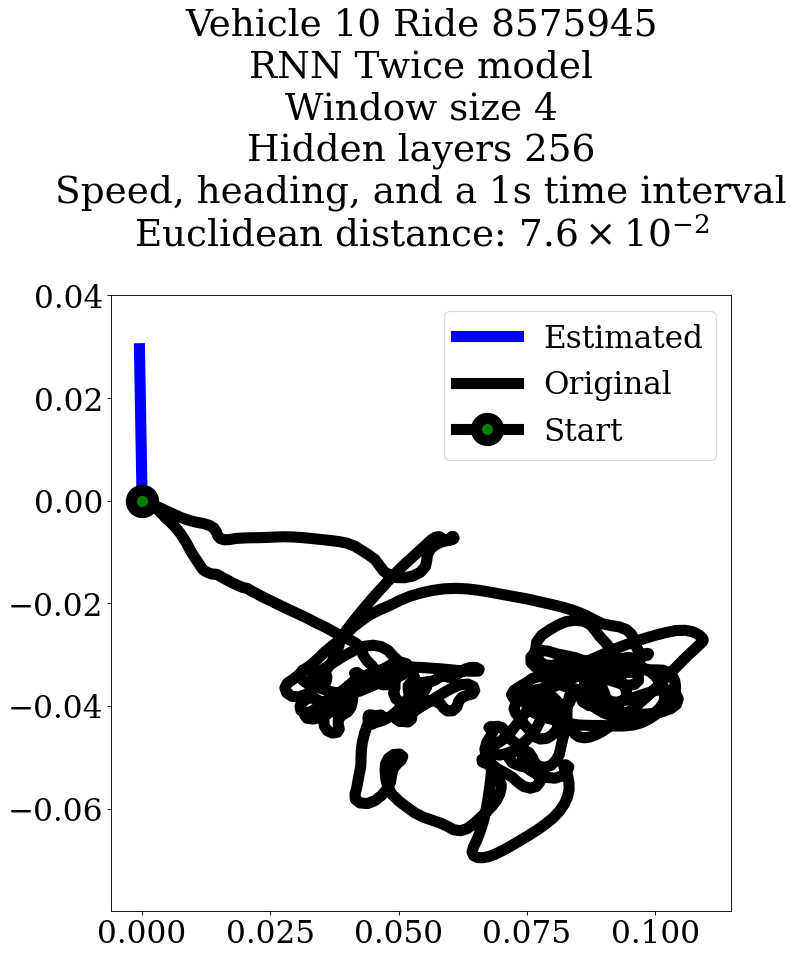 Vehicle 10 Ride 8575945
RNN Twice model
Window size 4
Hidden layers 256
Speed, heading, and a 1s time interval
Euclidean distance: 7.6 × 10⁻²
0.04
0.02
0.00
−0.02
−0.04
−0.06
Estimated
Original
Start
0.000 0.025 0.050 0.075 0.100